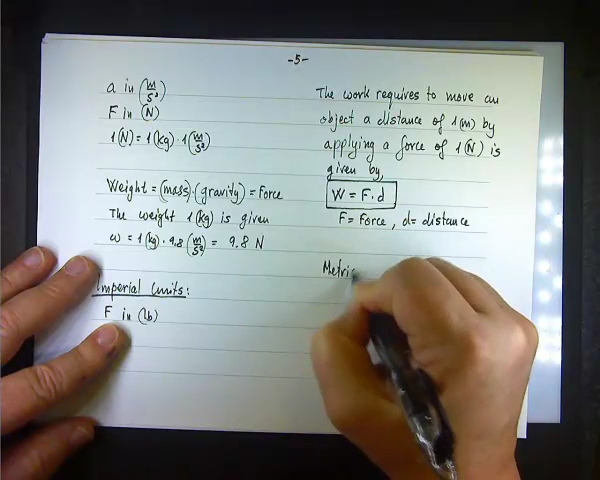 -5-
a in (m/s²)
F in (N)
1(N) = 1(kg) · 1(m/s²)
Weight = (mass)·(gravity) = Force
The weight 1(kg) is given
w = 1(kg) · 9.8 (m/s²) = 9.8 N
Imperial Units:
F in (lb)
The work requires to move an
object a distance of 1(m) by
applying a force of 1(N) is
given by,
W = F·d
F = Force, d = distance
Metric